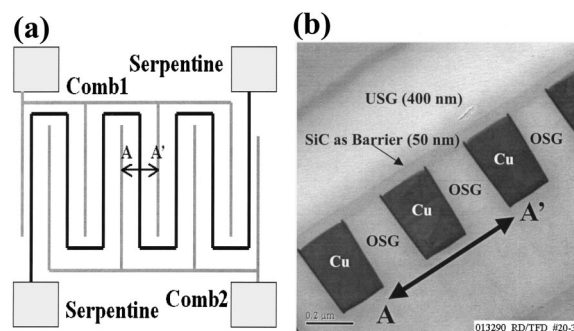 (a)
Serpentine
Comb1
A A'
Serpentine
Comb2
(b)
USG (400 nm)
SiC as Barrier (50 nm)
OSG
Cu
OSG
Cu
OSG
Cu
A'
A
0.2 μm
013290 RD/TFD